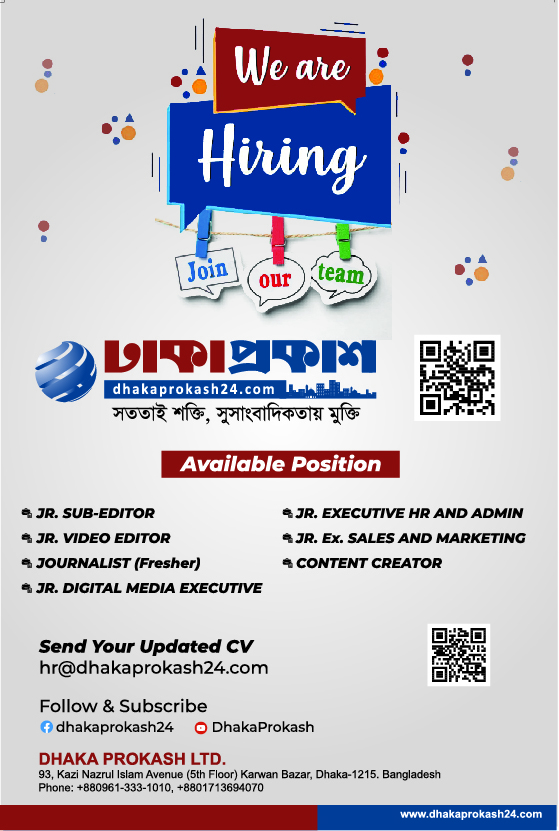 We are
Hiring
Join our team
ঢাকাপ্রকাশ
dhakaprokash24.com
সততাই শক্তি, সুসাংবাদিকতায় মুক্তি
Available Position
JR. SUB-EDITOR
JR. VIDEO EDITOR
JOURNALIST (Fresher)
JR. DIGITAL MEDIA EXECUTIVE
JR. EXECUTIVE HR AND ADMIN
JR. Ex. SALES AND MARKETING
CONTENT CREATOR
Send Your Updated CV
hr@dhakaprokash24.com
Follow & Subscribe
dhakaprokash24 DhakaProkash
DHAKA PROKASH LTD.
93, Kazi Nazrul Islam Avenue (5th Floor) Karwan Bazar, Dhaka-1215. Bangladesh
Phone: +880961-333-1010, +8801713694070
www.dhakaprokash24.com